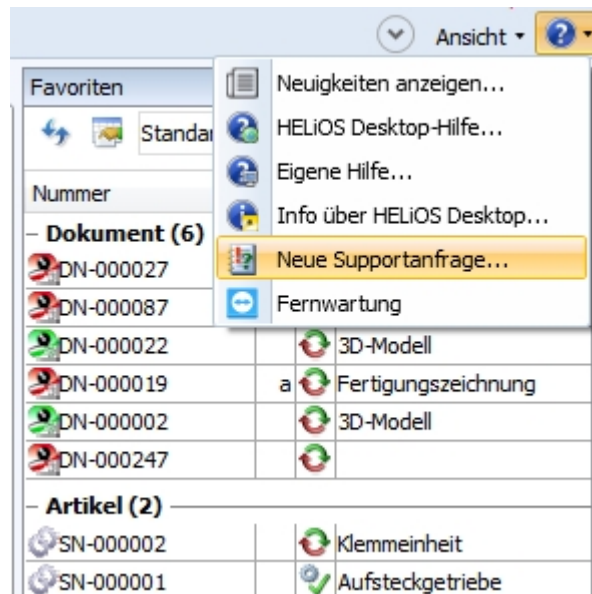 Ansicht
Favoriten
Neuigkeiten anzeigen...
Standa
HELiOS Desktop-Hilfe...
Eigene Hilfe...
Nummer
Info über HELiOS Desktop...
– Dokument (6)
Neue Supportanfrage...
DN-000027
DN-000087
Fernwartung
DN-000022 3D-Modell
DN-000019 a Fertigungszeichnung
DN-000002 3D-Modell
DN-000247
– Artikel (2)
SN-000002 Klemmeinheit
SN-000001 Aufsteckgetriebe